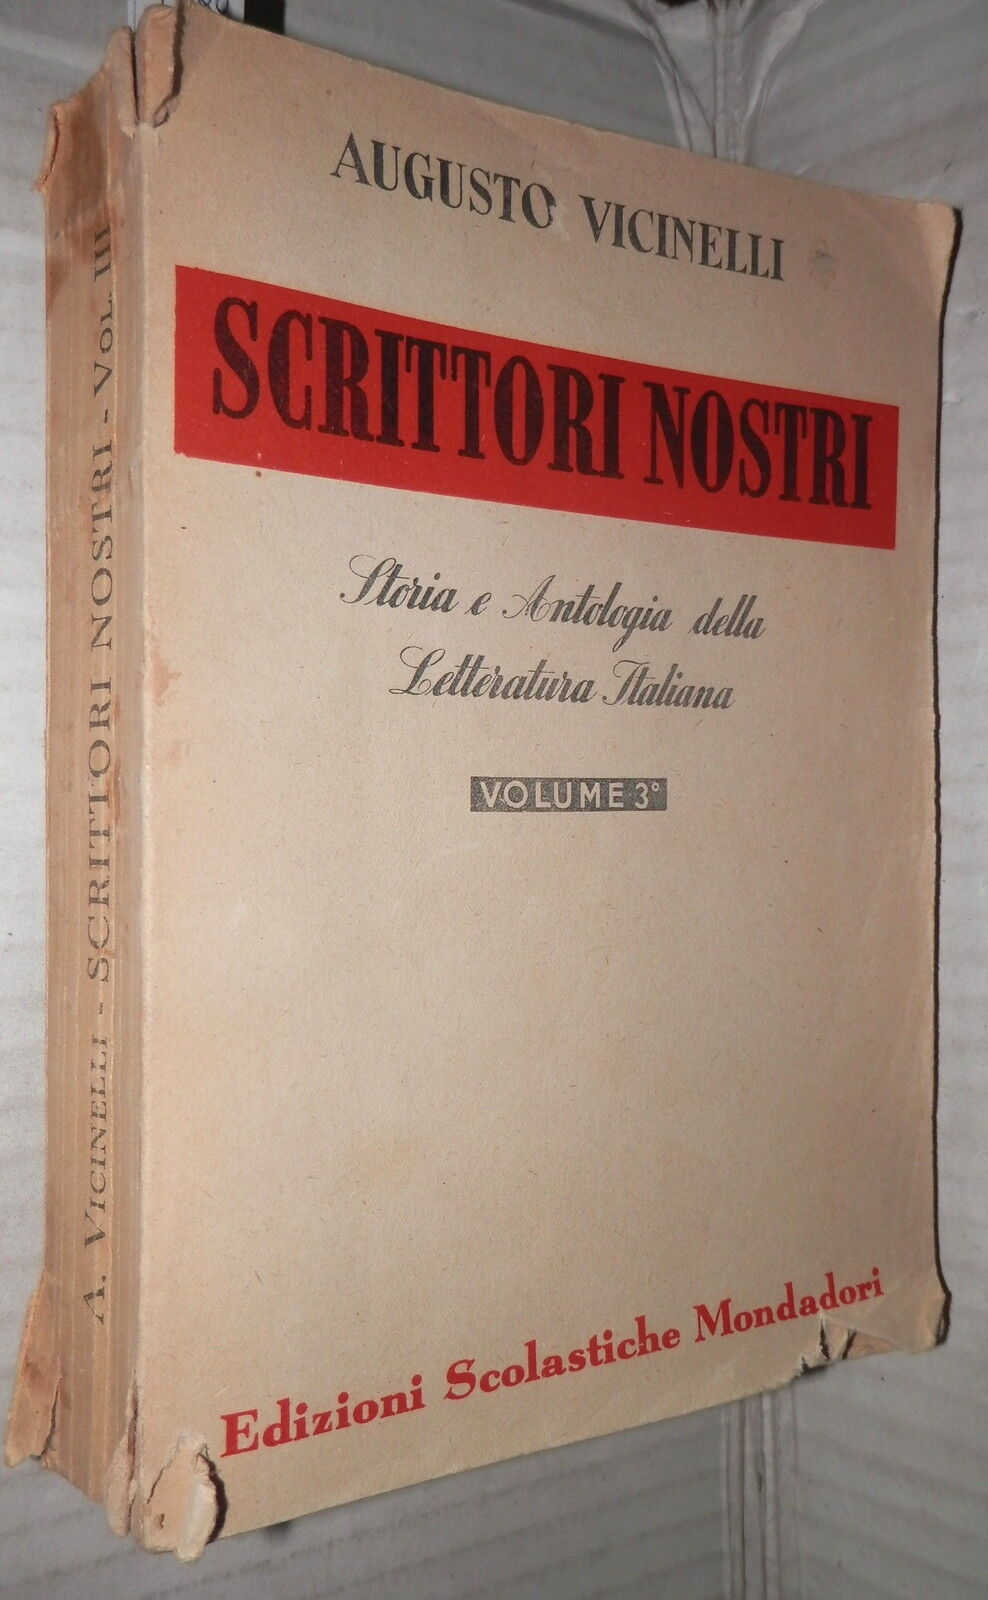 AUGUSTO VICINELLI
SCRITTORI NOSTRI
Storia e Antologia della
Letteratura Italiana
VOLUME 3°
Edizioni Scolastiche Mondadori
A. VICINELLI - SCRITTORI NOSTRI - VOL. III